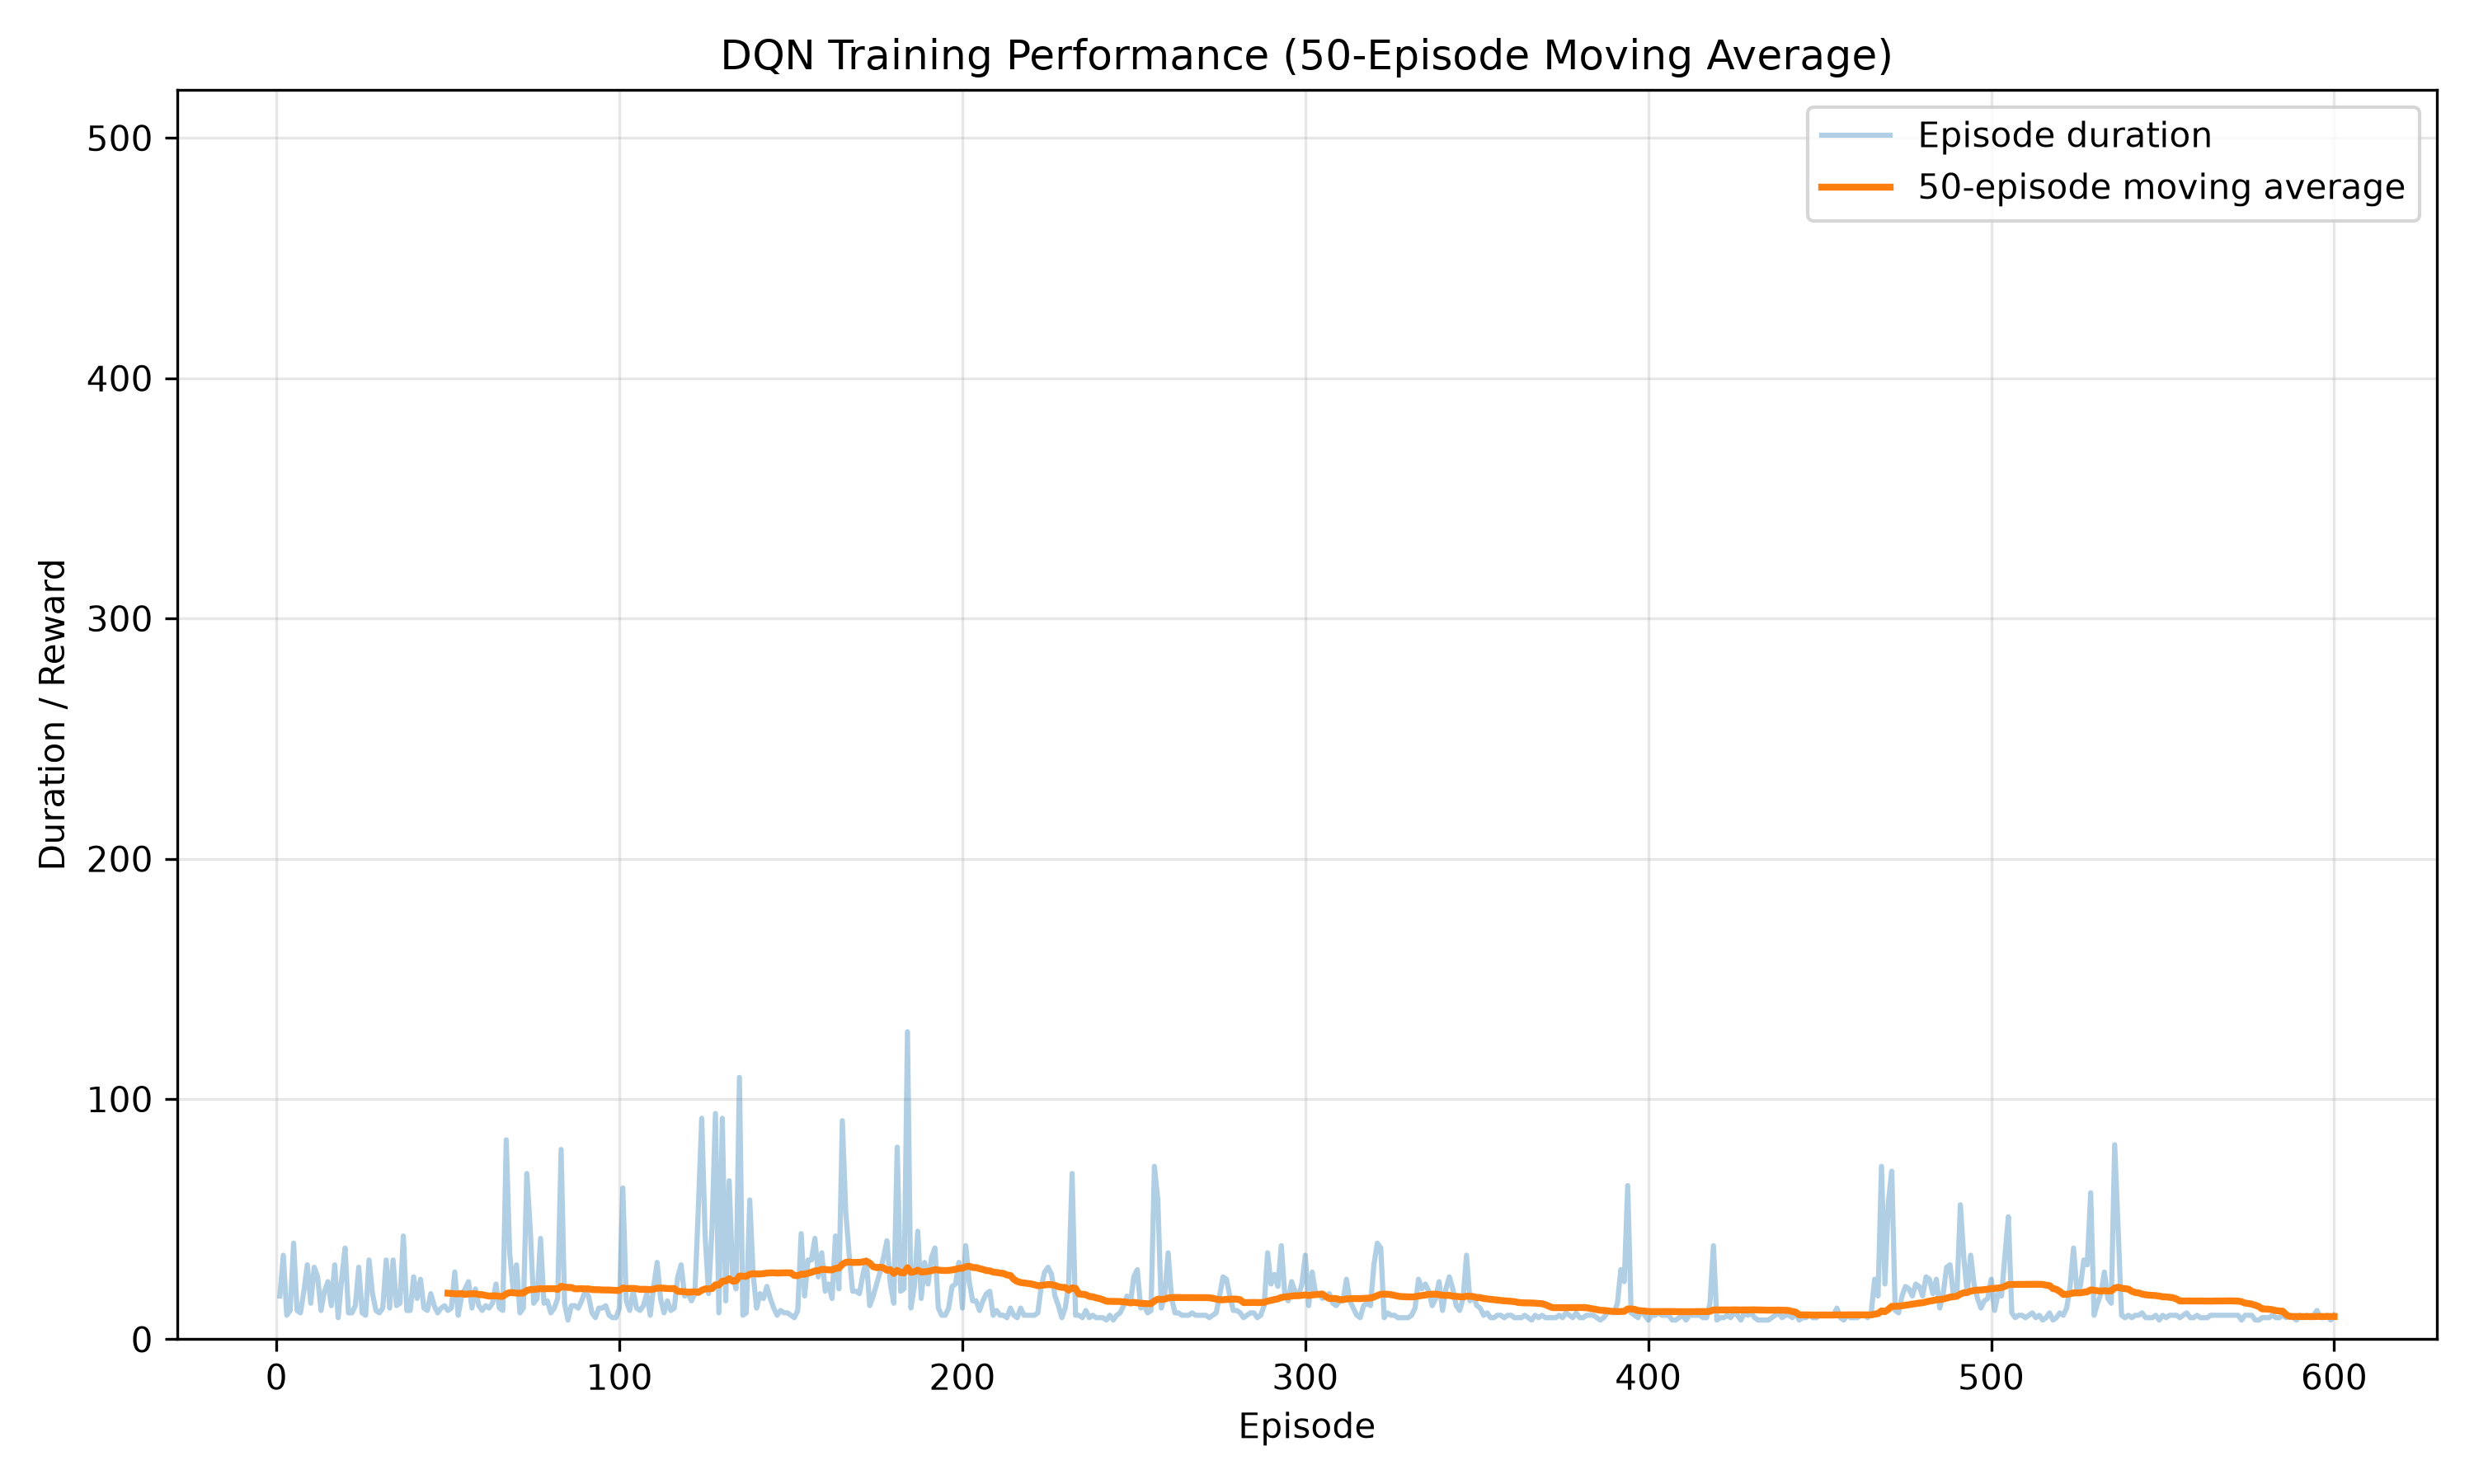 DQN Training Performance (50-Episode Moving Average)
Episode duration
50-episode moving average
Duration / Reward
500
400
300
200
100
0
0 100 200 300 400 500 600
Episode